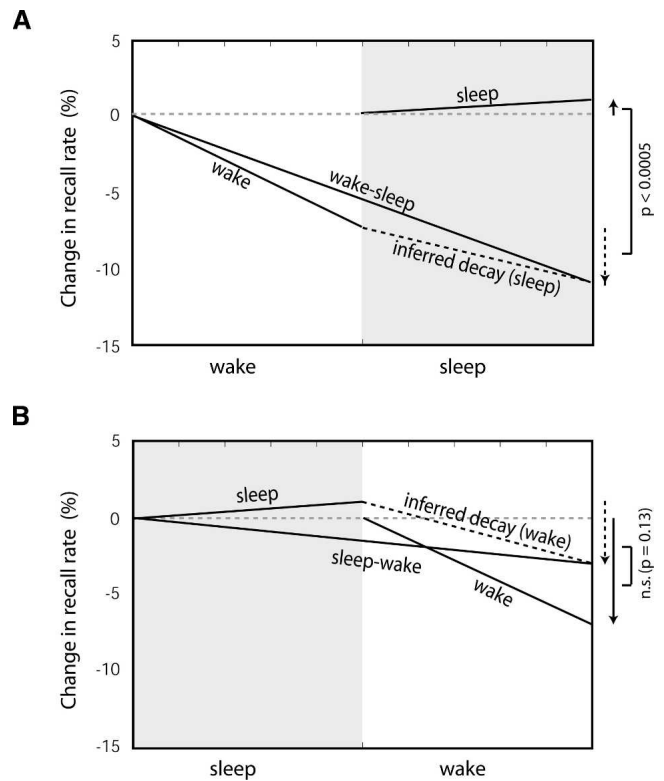 A
5
0
-5
-10
-15
Change in recall rate (%)
sleep
wake
wake-sleep
inferred decay (sleep)
p < 0.0005
wake
sleep
B
5
0
-5
-10
-15
Change in recall rate (%)
sleep
inferred decay (wake)
sleep-wake
wake
n.s.(p = 0.13)
sleep
wake